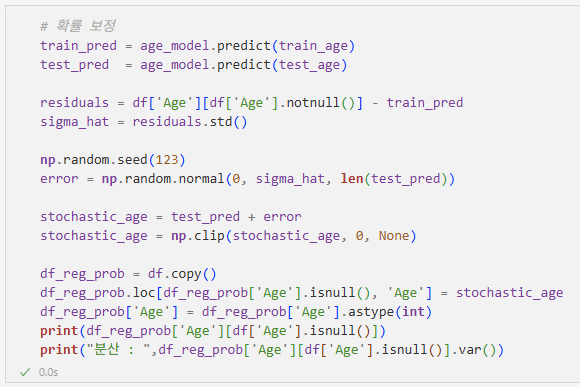 # 확률 보정
train_pred = age_model.predict(train_age)
test_pred  = age_model.predict(test_age)
residuals = df['Age'][df['Age'].notnull()] - train_pred
sigma_hat = residuals.std()
np.random.seed(123)
error = np.random.normal(0, sigma_hat, len(test_pred))
stochastic_age = test_pred + error
stochastic_age = np.clip(stochastic_age, 0, None)
df_reg_prob = df.copy()
df_reg_prob.loc[df_reg_prob['Age'].isnull(), 'Age'] = stochastic_age
df_reg_prob['Age'] = df_reg_prob['Age'].astype(int)
print(df_reg_prob['Age'][df['Age'].isnull()])
print("분산 : ",df_reg_prob['Age'][df['Age'].isnull()].var())
✓ 0.0s